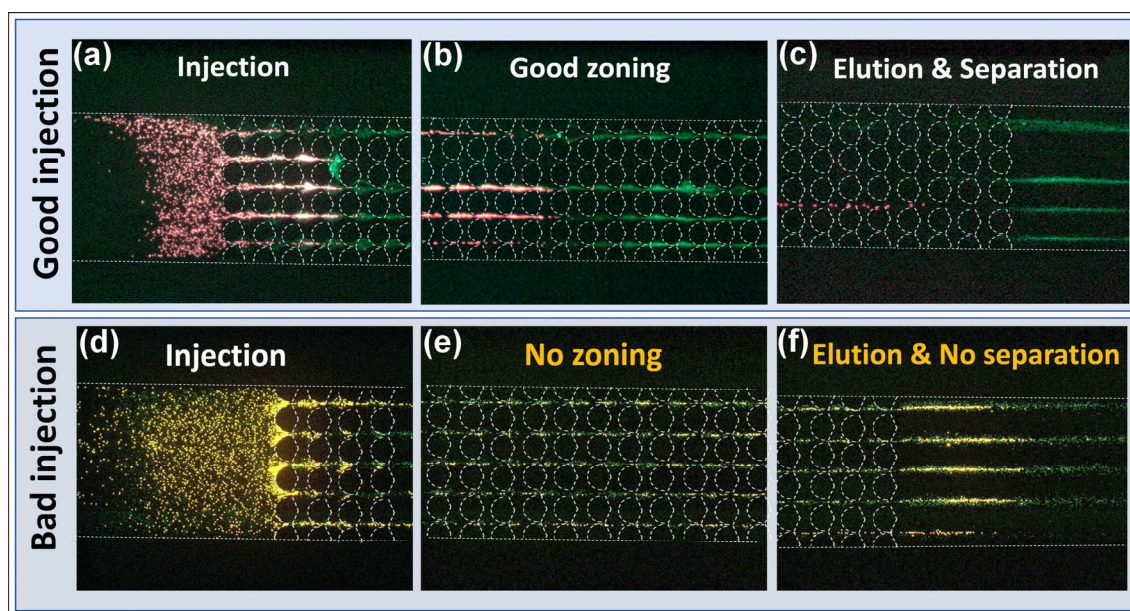 Good injection
(a)
Injection
(b)
Good zoning
(c)
Elution & Separation
Bad injection
(d)
Injection
(e)
No zoning
(f)
Elution & No separation